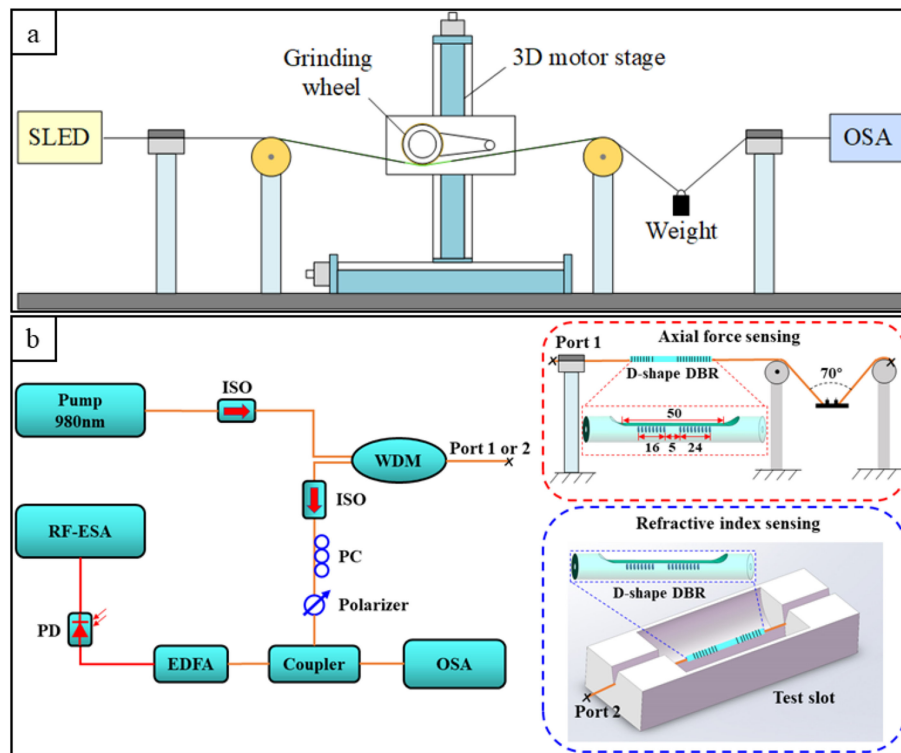 a
Grinding
wheel
3D motor stage
SLED
OSA
Weight
b
Pump
980nm
ISO
WDM
Port 1 or 2
ISO
RF-ESA
PC
Polarizer
PD
EDFA
Coupler
OSA
Axial force sensing
Port 1
D-shape DBR
70°
50
16 5 24
Refractive index sensing
D-shape DBR
Test slot
Port 2